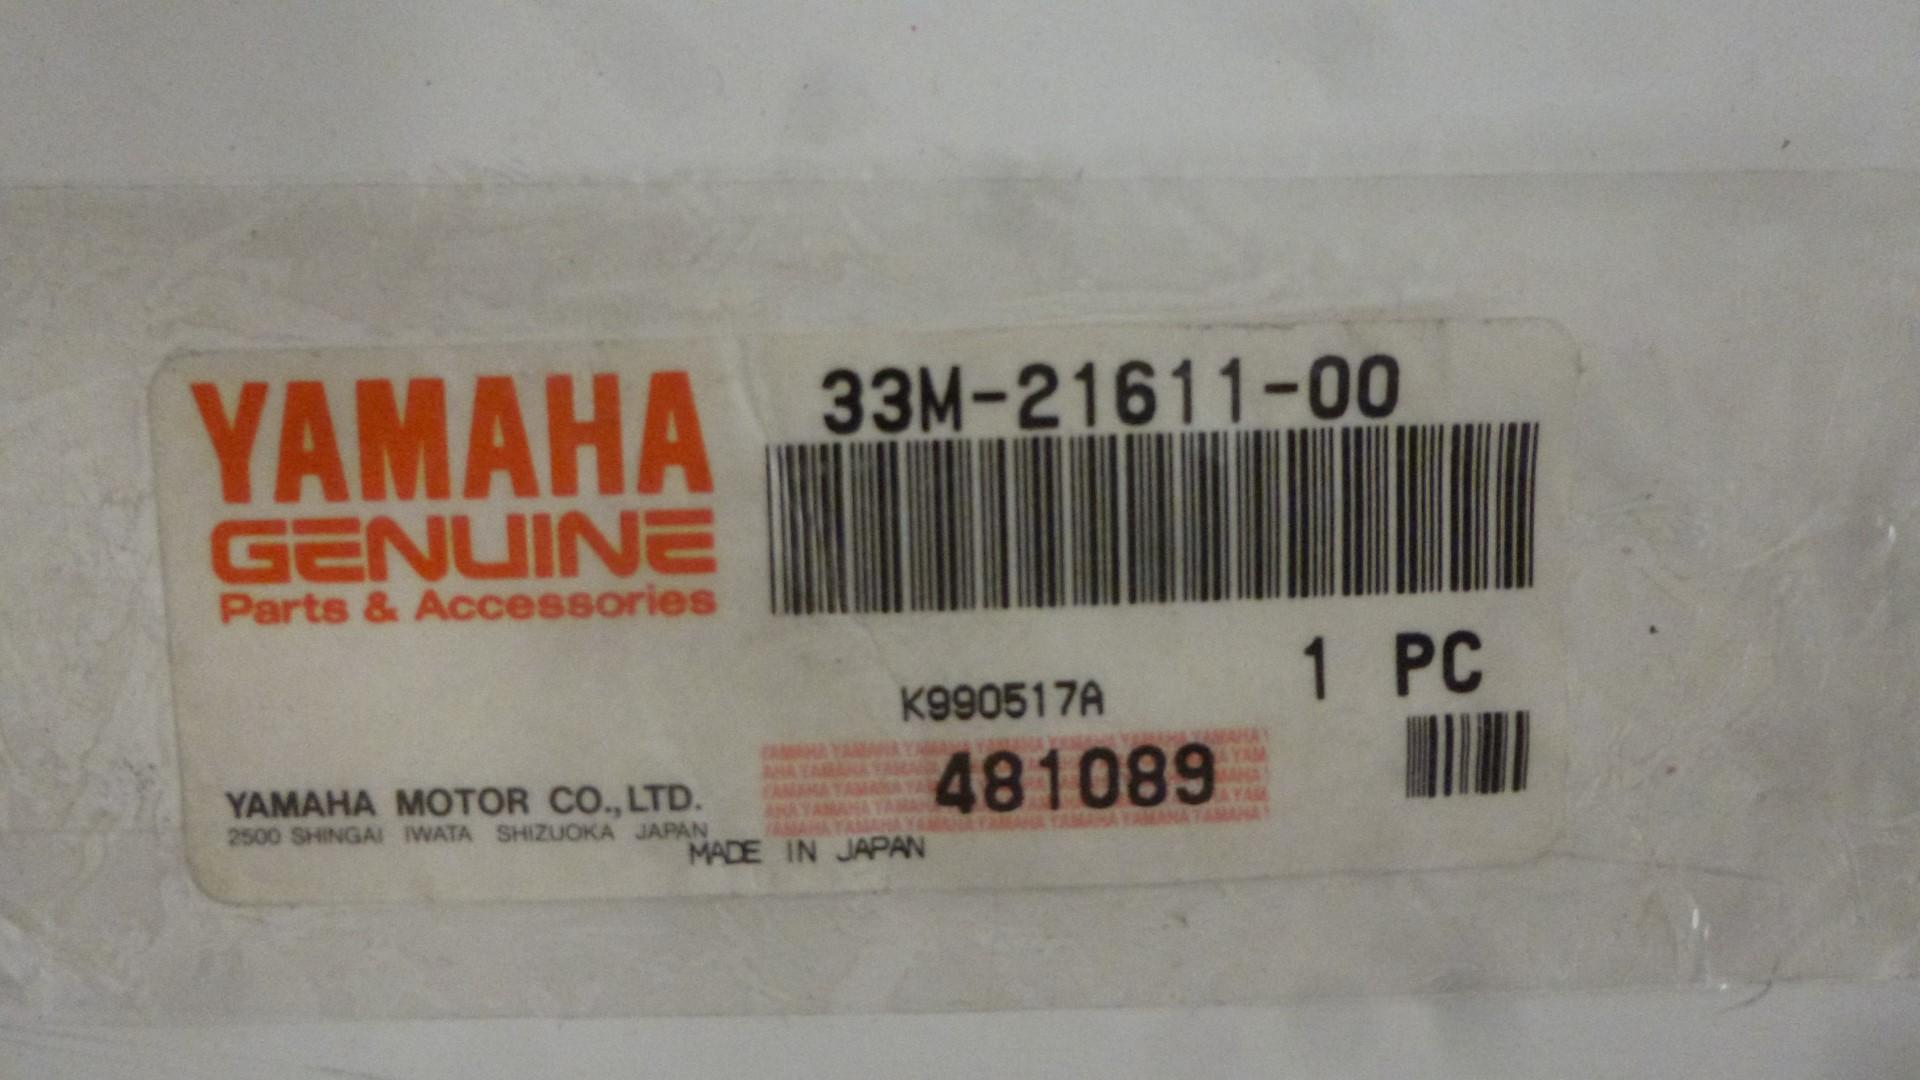 YAMAHA
GENUINE
Parts & Accessories
33M-21611-00
1 PC
K990517A
481089
YAMAHA MOTOR CO., LTD.
2500 SHINGAI IWATA SHIZUOKA JAPAN
MADE IN JAPAN